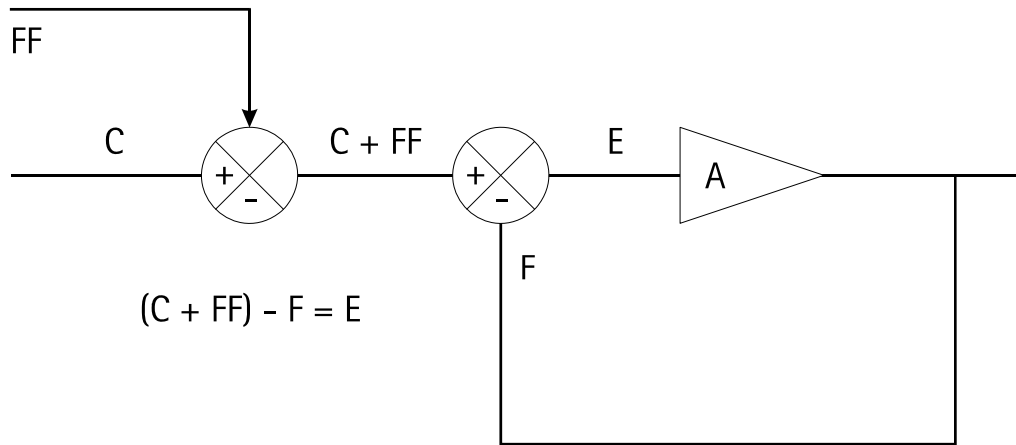 FF
C
C + FF
E
+
-
+
-
A
F
(C + FF) – F = E